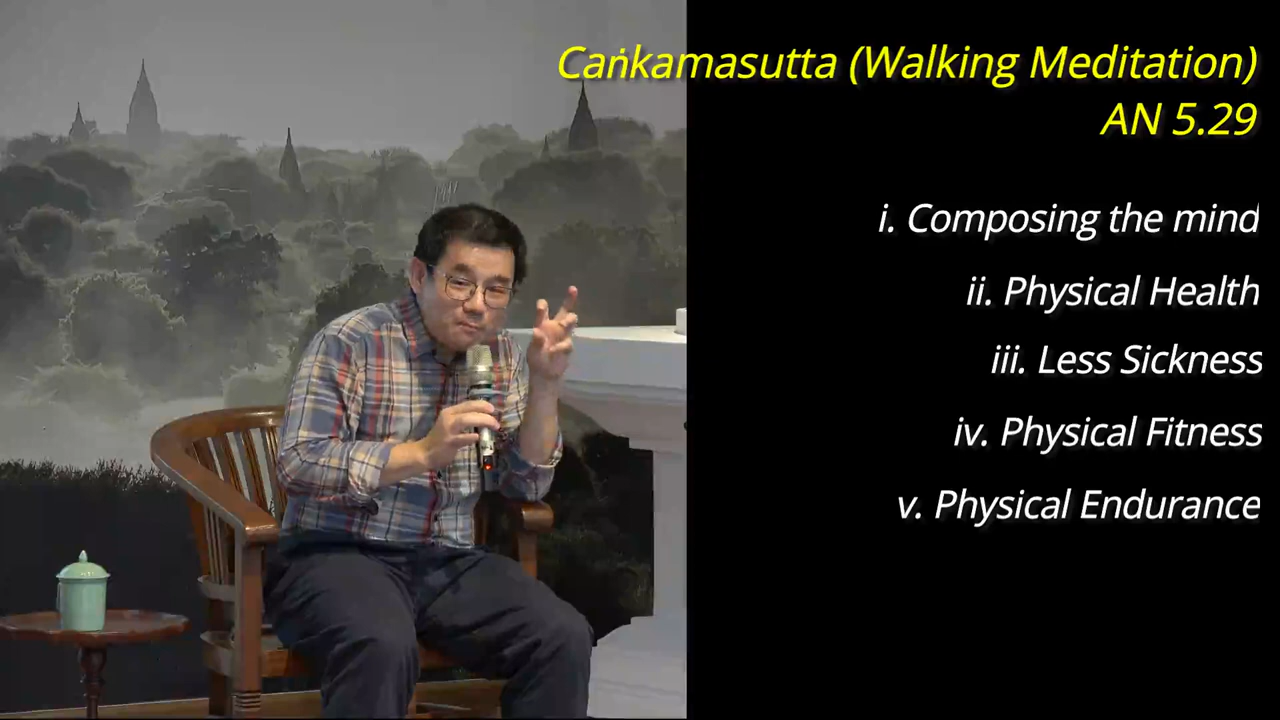 Caṅkamasutta (Walking Meditation)
AN 5.29
i. Composing the mind
ii. Physical Health
iii. Less Sickness
iv. Physical Fitness
v. Physical Endurance